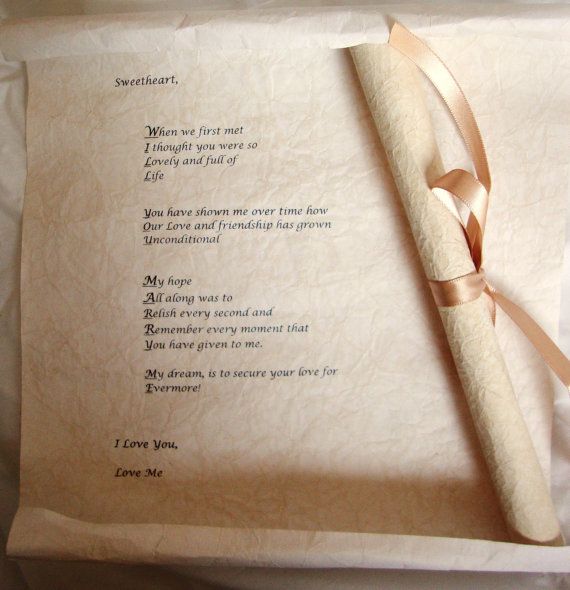 Sweetheart,
When we first met
I thought you were so
Lovely and full of
Life
You have shown me over time how
Our Love and friendship has grown
Unconditional
My hope
All along was to
Relish every second and
Remember every moment that
You have given to me.
My dream, is to secure your love for
Evermore!
I Love You,
Love Me